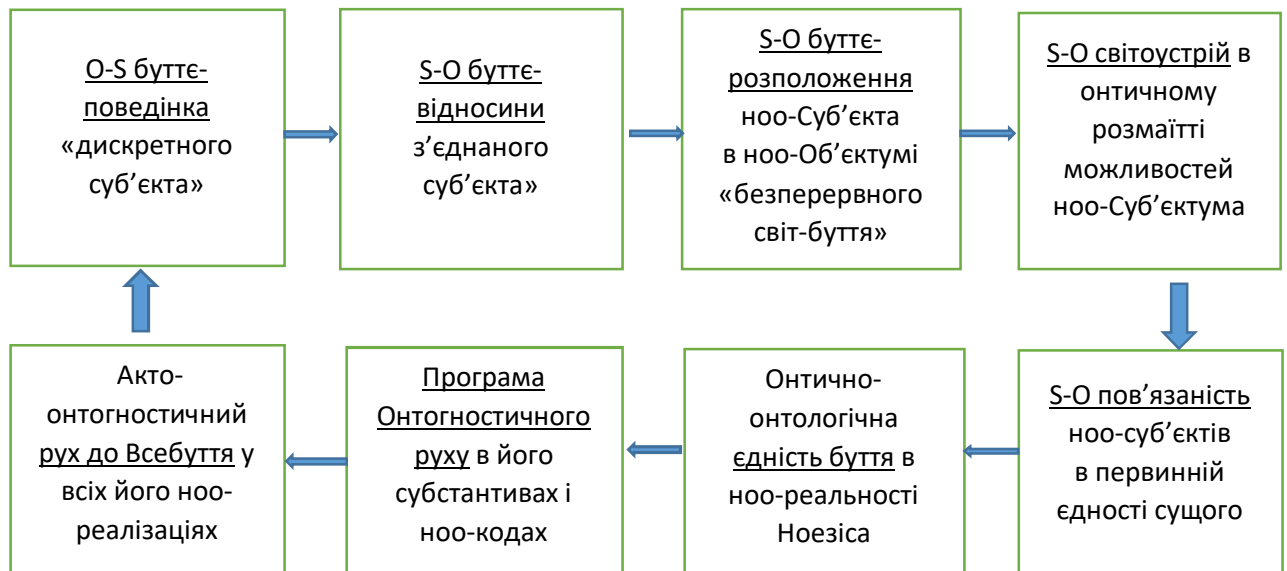 O-S буттє-
поведінка
«дискретного
суб’єкта»
S-O буттє-
відносини
з’єднаного
суб’єкта»
S-O буттє-
розположення
ноо-Суб’єкта
в ноо-Об’єктумі
«безперервного
світ-буття»
S-O світоустрій в
онтичному
розмаїтті
можливостей
ноо-Суб’єктума
Акто-
онтогностичний
рух до Всебуття у
всіх його ноо-
реалізаціях
Програма
Онтогностичного
руху в його
субстантивах і
ноо-кодах
Онтично-
онтологічна
єдність буття в
ноо-реальності
Ноезіса
S-O пов’язаність
ноо-суб’єктів
в первинній
єдності сущого